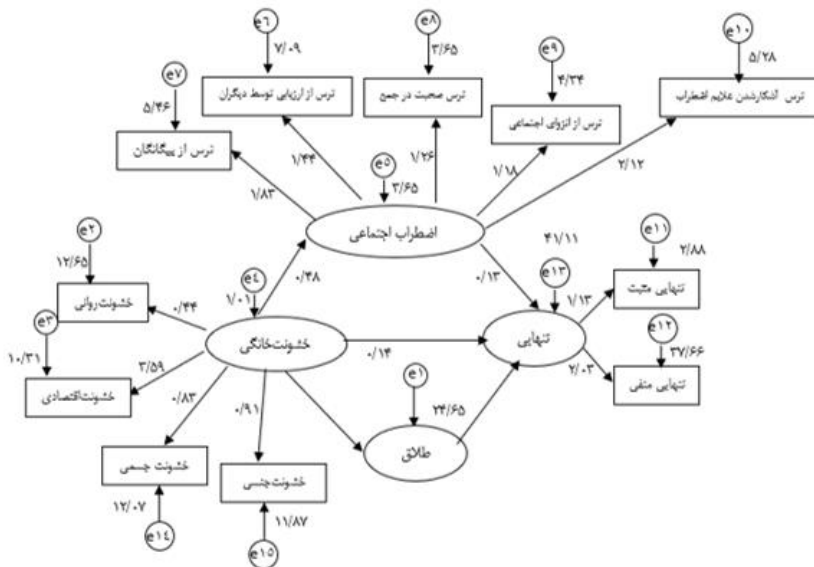 e۱۰
e۸
e۶
۵/۲۸
۳/۶۵
۷/۰۹
e۹
e۷
۴/۳۴
ترس آشکارشدن علایم اضطراب
ترس صحبت در جمع
ترس از ارزیابی توسط دیگران
۵/۴۶
ترس از انزوای اجتماعی
ترس از بیگانگان
۲/۱۲
۱/۱۸
۱/۲۶
e۵
۱/۴۴
۱/۸۳
۳/۶۵
اضطراب اجتماعی
e۱۱
۴۱/۱۱
e۲
۲/۸۸
e۱۳
۰/۱۳
۰/۴۸
e۴
۱۲/۶۵
تنهایی مثبت
۱/۱۳
۱/۰۱
۰/۴۴
خشونت روانی
e۱۲
تنهایی
خشونت خانگی
e۳
۳۷/۶۶
۰/۱۴
۱۰/۳۱
تنهایی منفی
۲/۰۳
e۱
۳/۵۹
خشونت اقتصادی
۲۴/۶۵
۰/۹۱
۰/۸۳
طلاق
خشونت جسمی
خشونت جنسی
۱۲/۰۷
۱۱/۸۷
e۱۴
e۱۵